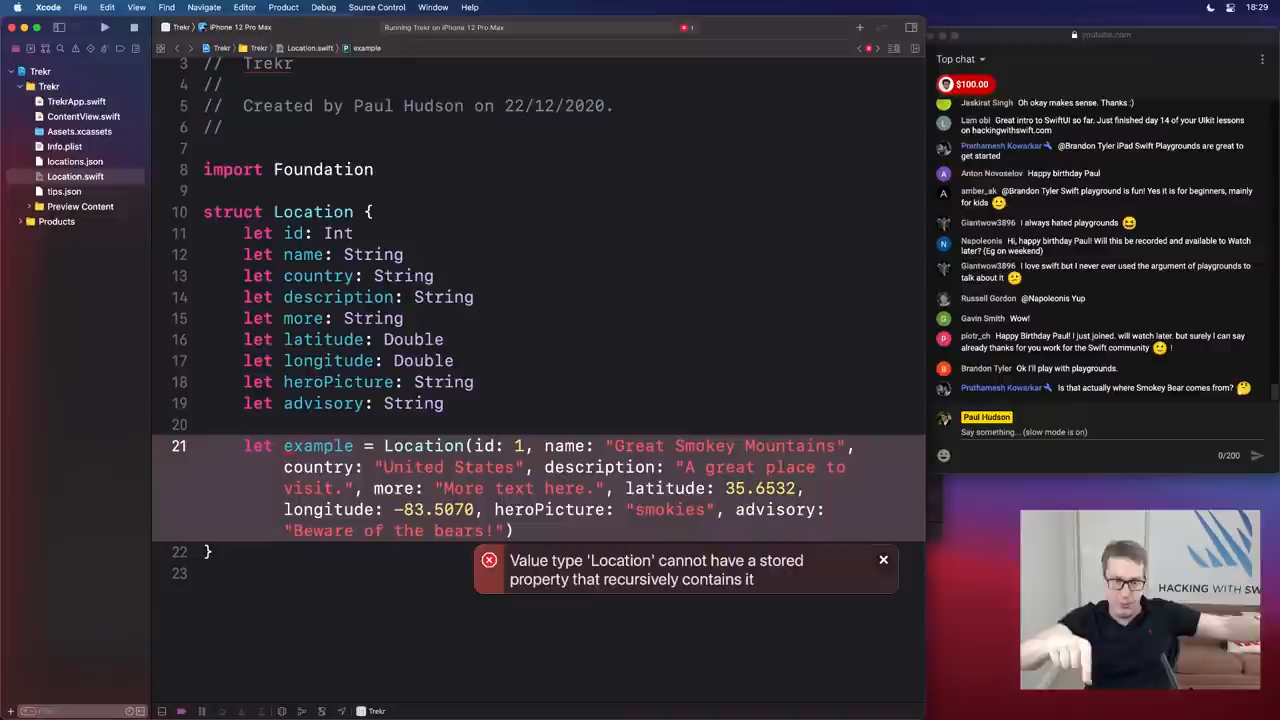 Xcode File Edit View Find Navigate Editor Product Debug Source Control Window Help 18:29
Trekr iPhone 12 Pro Max
Running Trekr on iPhone 12 Pro Max
1
Trekr Trekr Location.swift example
Trekr
Trekr
TrekrApp.swift
ContentView.swift
Assets.xcassets
Info.plist
locations.json
Location.swift
tips.json
Preview Content
Products
3 // Trekr
4 //
5 // Created by Paul Hudson on 22/12/2020.
6 //
7
8 import Foundation
9
10 struct Location {
11 let id: Int
12 let name: String
13 let country: String
14 let description: String
15 let more: String
16 let latitude: Double
17 let longitude: Double
18 let heroPicture: String
19 let advisory: String
20
21 let example = Location(id: 1, name: "Great Smokey Mountains",
country: "United States", description: "A great place to
visit.", more: "More text here.", latitude: 35.6532,
longitude: -83.5070, heroPicture: "smokies", advisory:
"Beware of the bears!")
22 }
23
Value type 'Location' cannot have a stored
property that recursively contains it
Trekr
youtube.com
Top chat
$100.00
Jaskirat Singh Oh okay makes sense. Thanks :)
Lam obi Great intro to SwiftUI so far. Just finished day 14 of your UIkit lessons
on hackingwithswift.com
Prathamesh Kowarkar @Brandon Tyler iPad Swift Playgrounds are great to
get started
Anton Novoselov Happy birthday Paul
amber_ak @Brandon Tyler Swift playground is fun! Yes it is for beginners, mainly
for kids
Giantwow3896 I always hated playgrounds
Napoleonis Hi, happy birthday Paul! Will this be recorded and available to Watch
later? (Eg on weekend)
Giantwow3896 I love swift but I never ever used the argument of playgrounds to
talk about it
Russell Gordon @Napoleonis Yup
Gavin Smith Wow!
piotr_ch Happy Birthday Paul! I just joined. will watch later. but surely I can say
already thanks for you work for the Swift community !
Brandon Tyler Ok I'll play with playgrounds.
Prathamesh Kowarkar Is that actually where Smokey Bear comes from?
Paul Hudson
Say something... (slow mode is on)
0/200
HACKING WITH SW